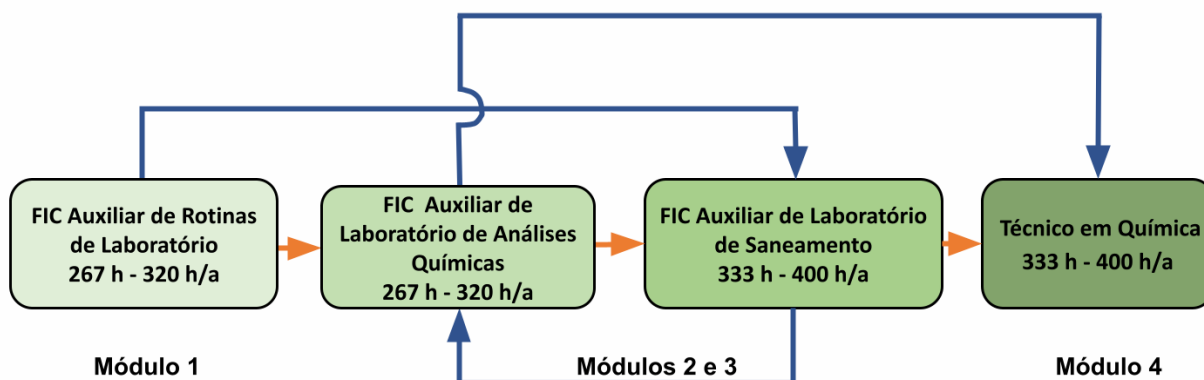 FIC Auxiliar de Rotinas
de Laboratório
267 h - 320 h/a
FIC Auxiliar de
Laboratório de Análises
Químicas
267 h - 320 h/a
FIC Auxiliar de Laboratório
de Saneamento
333 h - 400 h/a
Técnico em Química
333 h - 400 h/a
Módulo 1
Módulos 2 e 3
Módulo 4